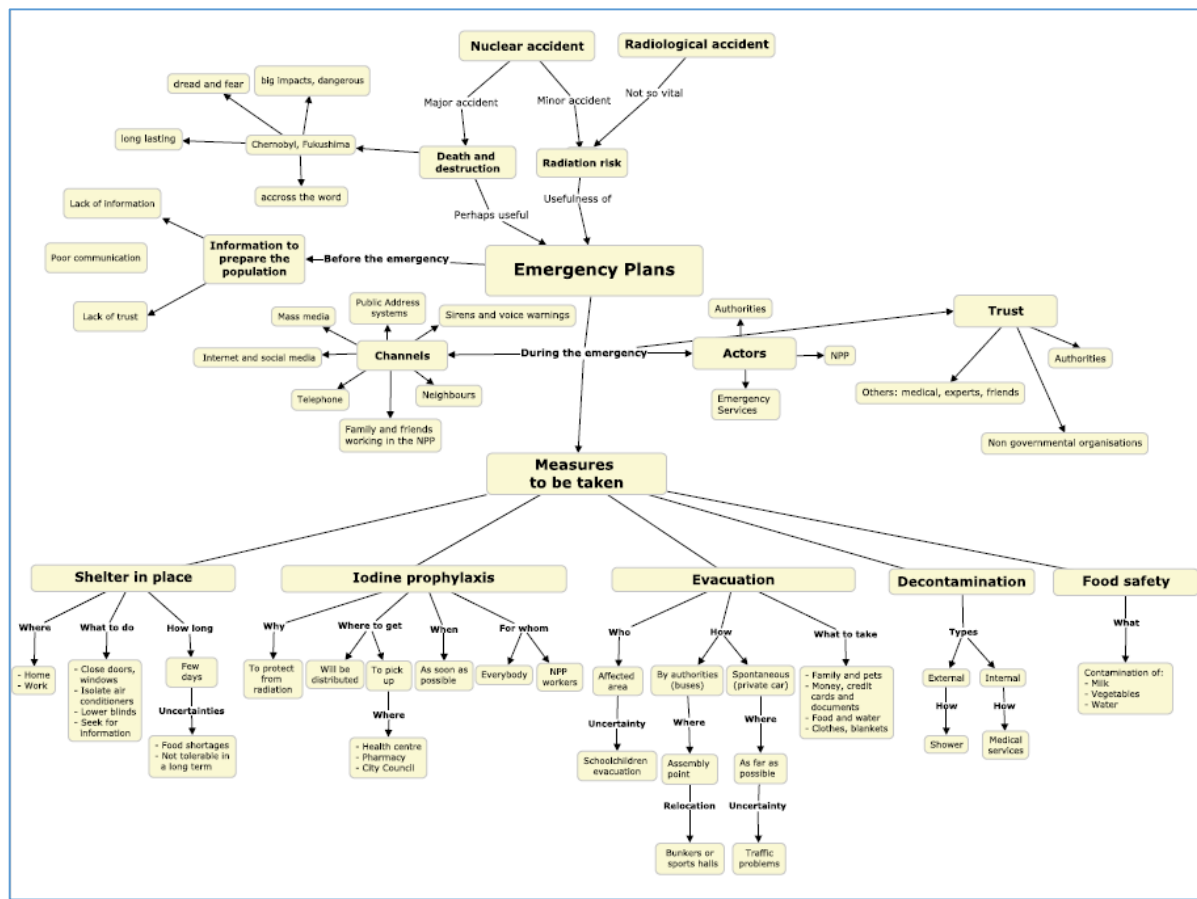 Nuclear accident
Radiological accident
dread and fear
big impacts, dangerous
Major accident
Minor accident
Not so vital
long lasting
Chernobyl, Fukushima
Death and
destruction
Radiation risk
accross the word
Perhaps useful
Usefulness of
Lack of information
Poor communication
Lack of trust
Information to
prepare the
population
Before the emergency
Emergency Plans
Mass media
Public Address
systems
Sirens and voice warnings
Internet and social media
Channels
Telephone
Neighbours
Family and friends
working in the NPP
During the emergency
Authorities
Actors
NPP
Emergency
Services
Trust
Authorities
Others: medical, experts, friends
Non governmental organisations
Measures
to be taken
Shelter in place
Where
- Home
- Work
What to do
- Close doors,
windows
- Isolate air
conditioners
- Lower blinds
- Seek for
information
How long
Few
days
Uncertainties
- Food shortages
- Not tolerable in
a long term
Iodine prophylaxis
Why
To protect
from
radiation
Where to get
Will be
distributed
To pick
up
Where
- Health centre
- Pharmacy
- City Council
When
As soon as
possible
For whom
Everybody
NPP
workers
Evacuation
Who
Affected
area
Uncertainty
Schoolchildren
evacuation
How
By authorities
(buses)
Where
Assembly
point
Relocation
Bunkers or
sports halls
Spontaneous
(private car)
Where
As far as
possible
Uncertainty
Traffic
problems
What to take
- Family and pets
- Money, credit
cards and
documents
- Food and water
- Clothes, blankets
Decontamination
Types
External
How
Shower
Internal
How
Medical
services
Food safety
What
Contamination of:
- Milk
- Vegetables
- Water